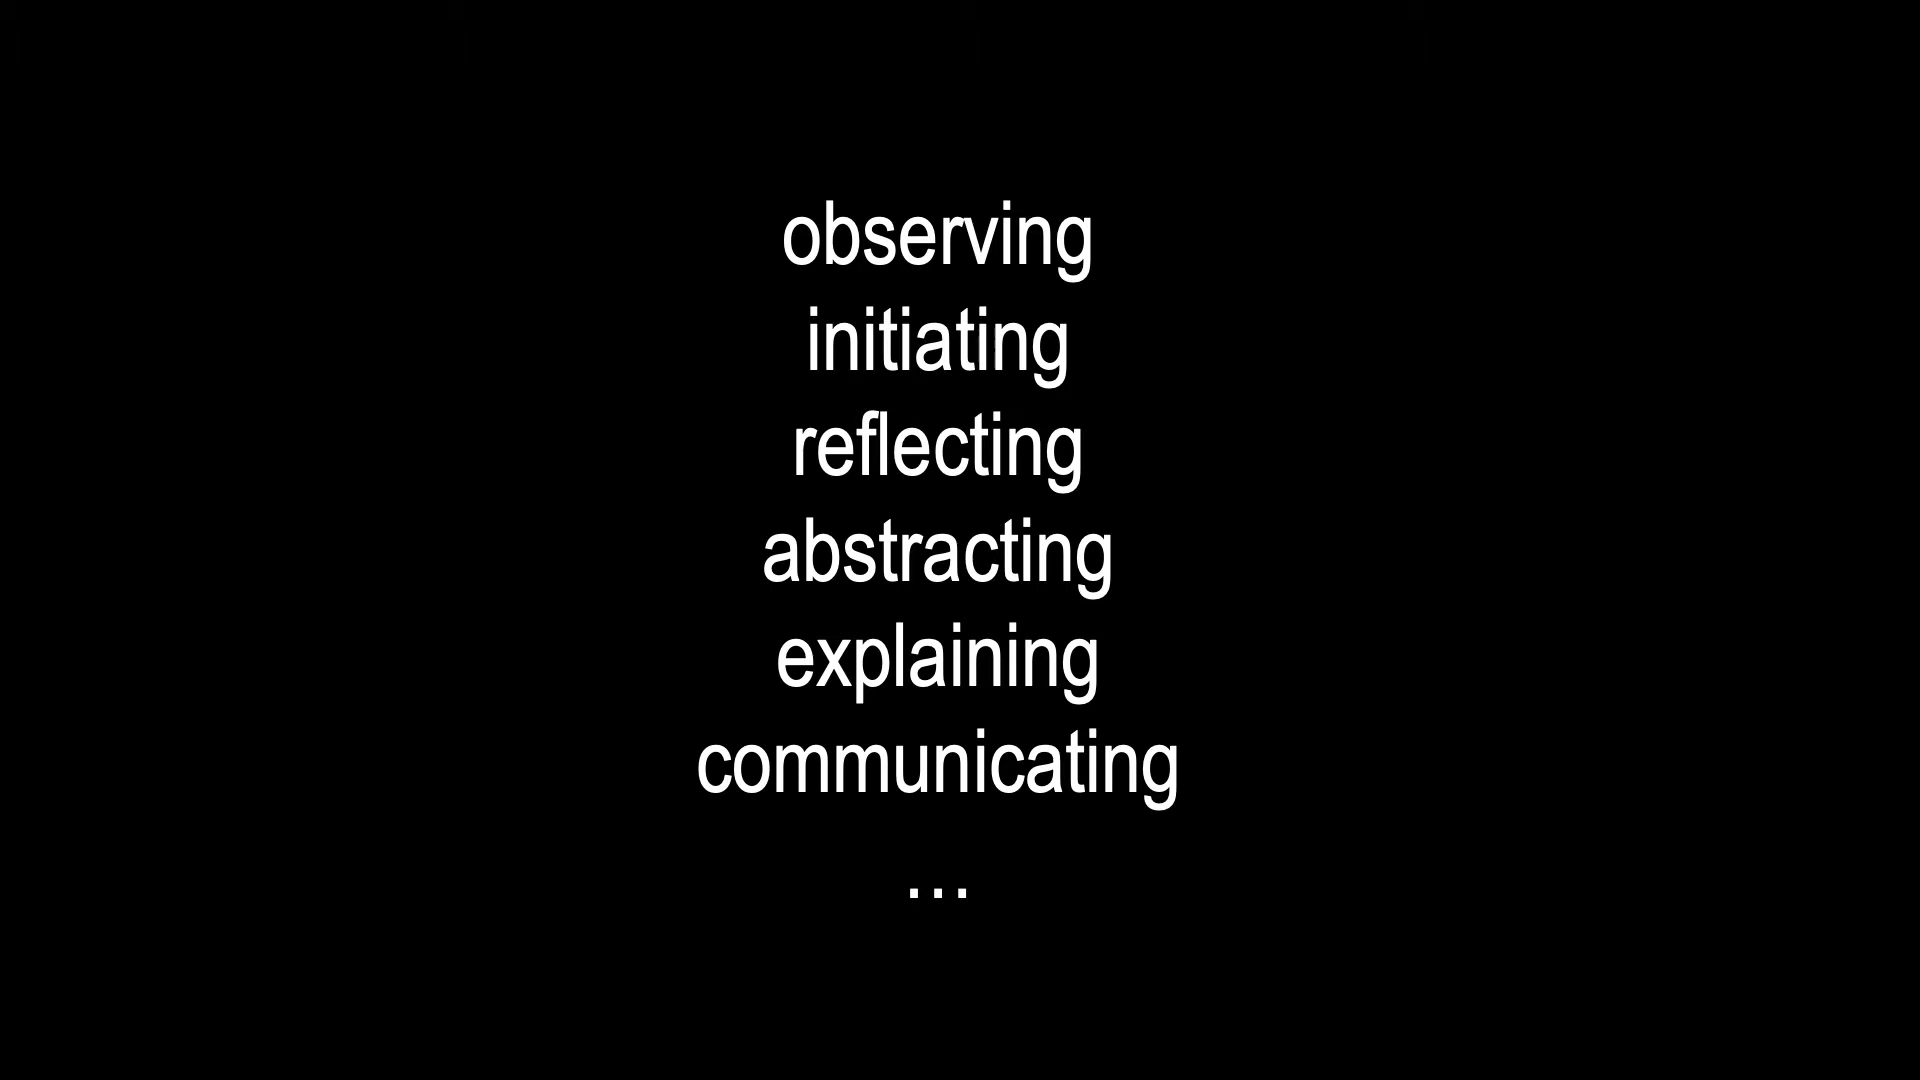 observing
initiating
reflecting
abstracting
explaining
communicating
...